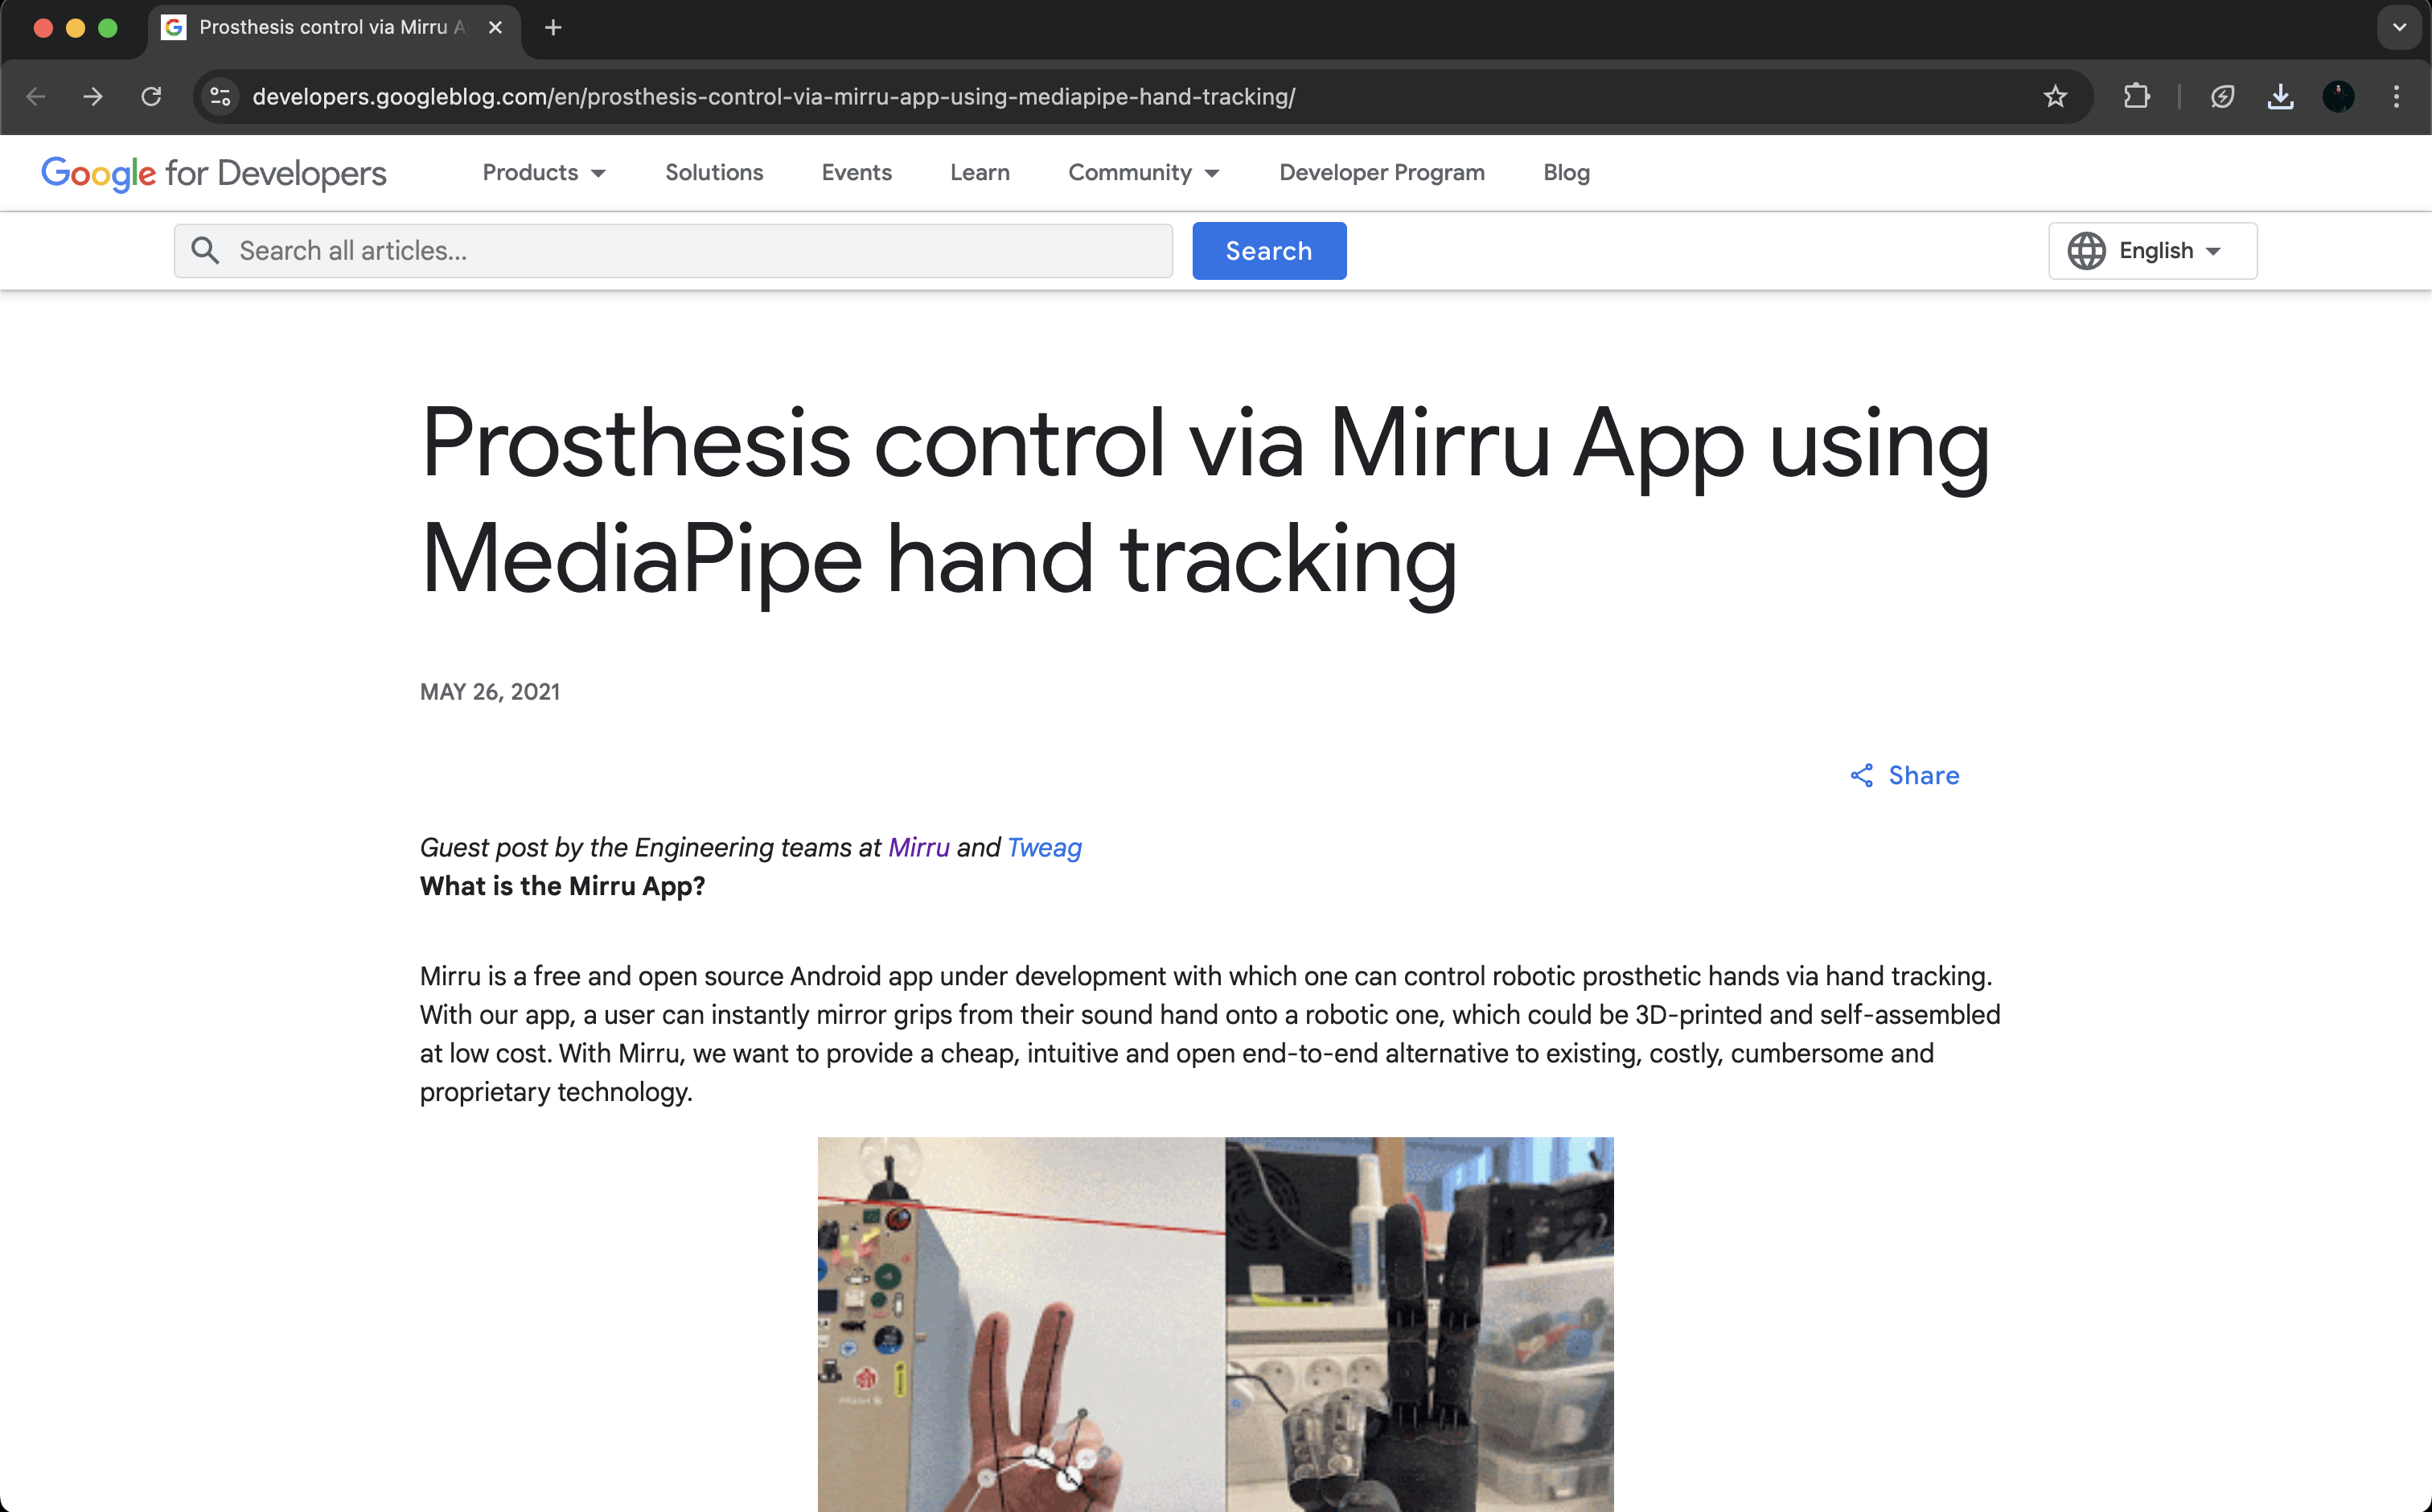 Prosthesis control via Mirru A
developers.googleblog.com/en/prosthesis-control-via-mirru-app-using-mediapipe-hand-tracking/
Google for Developers
Products
Solutions
Events
Learn
Community
Developer Program
Blog
Search all articles...
Search
English
Prosthesis control via Mirru App using
MediaPipe hand tracking
MAY 26, 2021
Share
Guest post by the Engineering teams at Mirru and Tweag
What is the Mirru App?
Mirru is a free and open source Android app under development with which one can control robotic prosthetic hands via hand tracking.
With our app, a user can instantly mirror grips from their sound hand onto a robotic one, which could be 3D-printed and self-assembled
at low cost. With Mirru, we want to provide a cheap, intuitive and open end-to-end alternative to existing, costly, cumbersome and
proprietary technology.